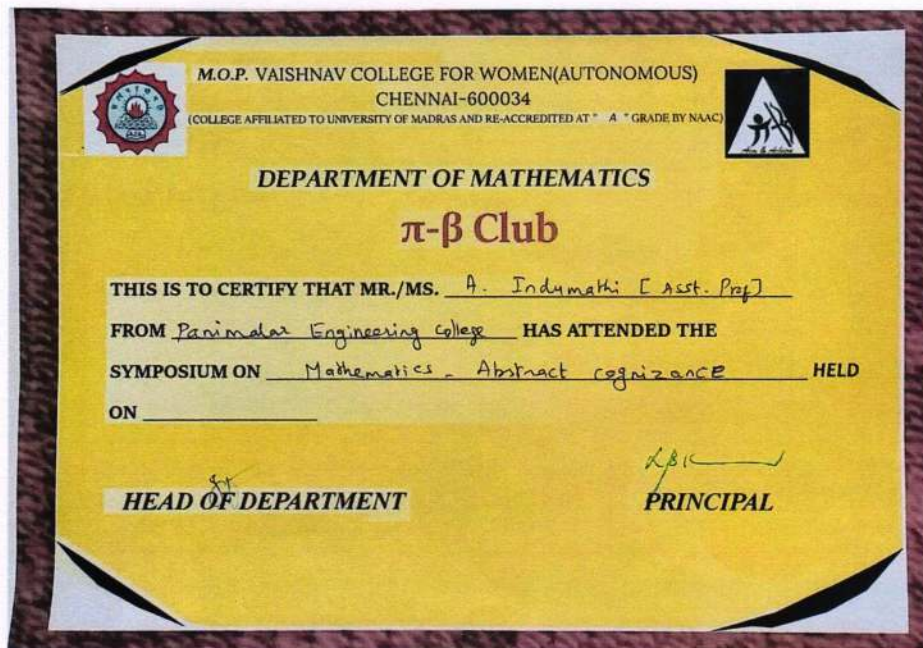 M.O.P. VAISHNAV COLLEGE FOR WOMEN(AUTONOMOUS)
CHENNAI-600034
(COLLEGE AFFILIATED TO UNIVERSITY OF MADRAS AND RE-ACCREDITED AT " A " GRADE BY NAAC)
DEPARTMENT OF MATHEMATICS
π-β Club
THIS IS TO CERTIFY THAT MR./MS. A. Indumathi [Asst. Prof]
FROM Panimalar Engineering College HAS ATTENDED THE
SYMPOSIUM ON Mathematics - Abstract cognizance HELD
ON
HEAD OF DEPARTMENT
PRINCIPAL